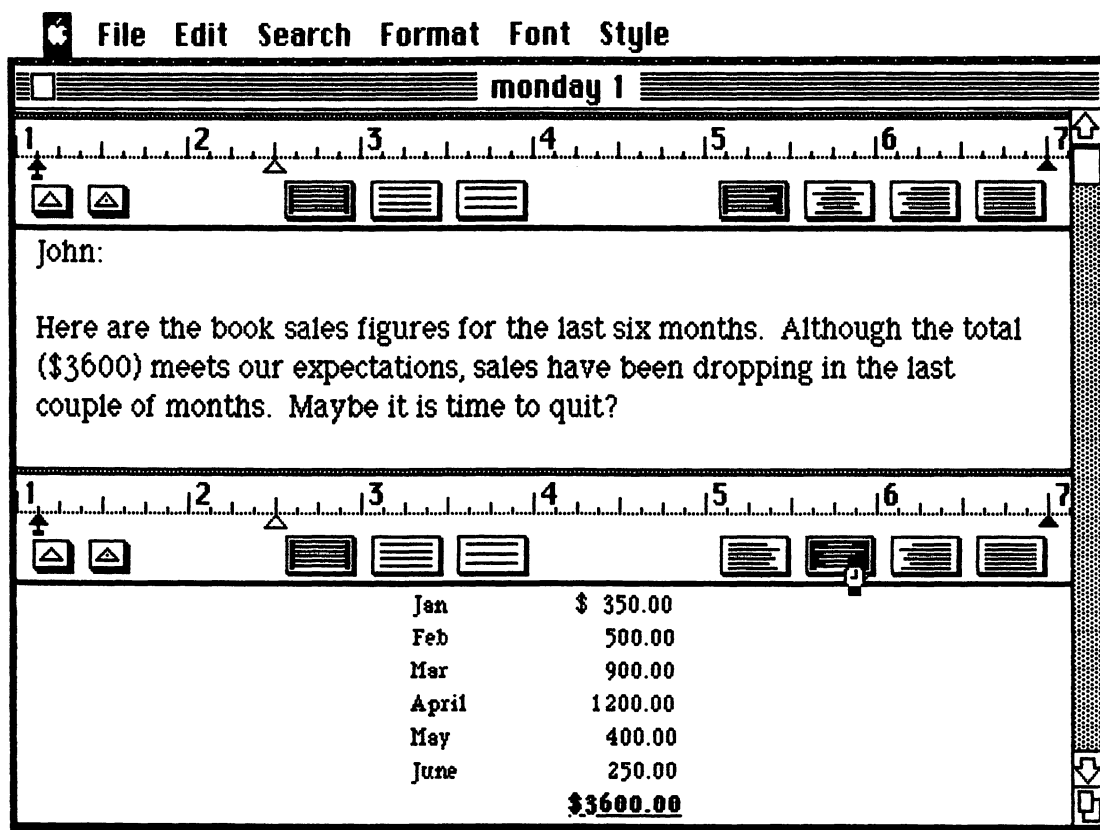 File Edit Search Format Font Style
monday 1
1 2 3 4 5 6 7
John:
Here are the book sales figures for the last six months. Although the total
($3600) meets our expectations, sales have been dropping in the last
couple of months. Maybe it is time to quit?
1 2 3 4 5 6 7
Jan $ 350.00
Feb 500.00
Mar 900.00
April 1200.00
May 400.00
June 250.00
$3600.00